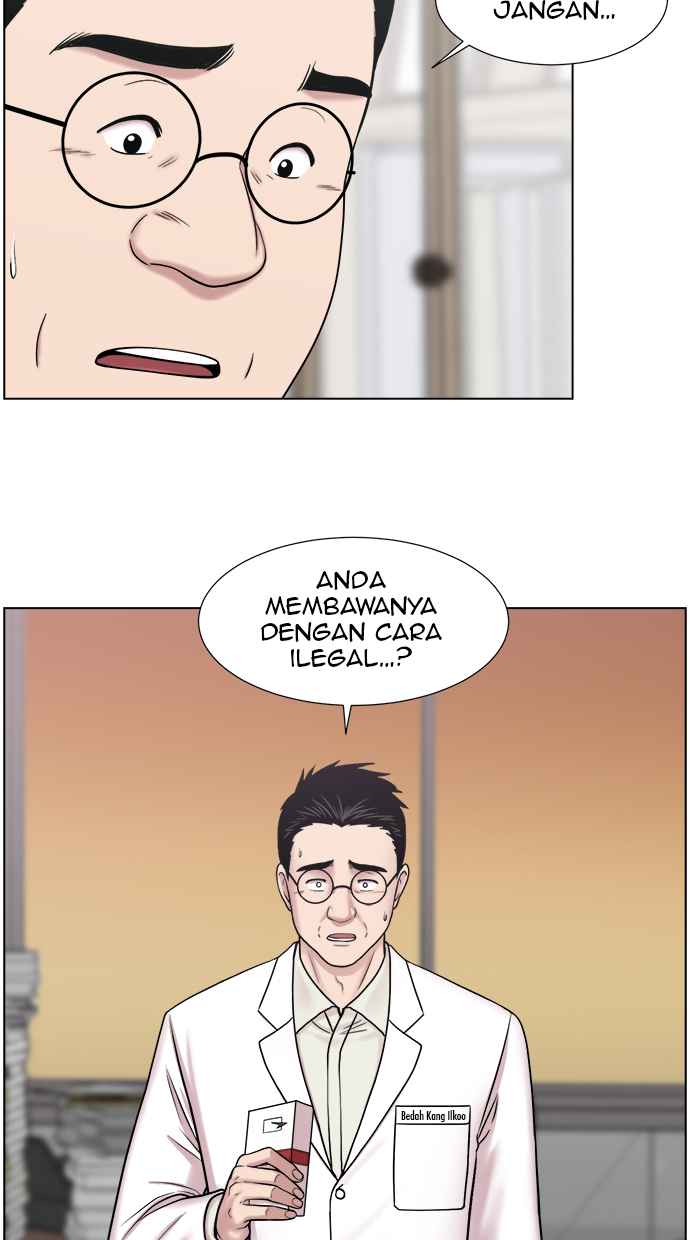 JANGAN...
ANDA
MEMBAWANYA
DENGAN CARA
ILEGAL...?
Bedah Kang Ilkoo